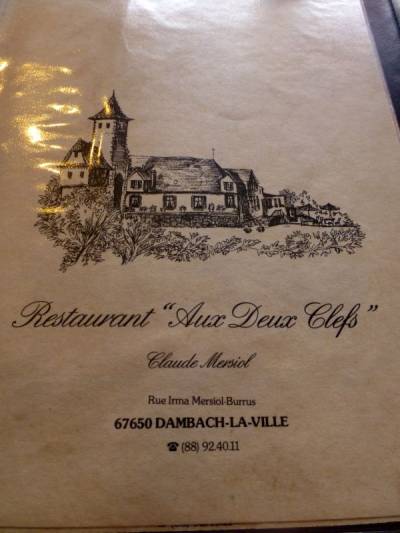 Restaurant "Aux Deux Clefs"
Claude Mersiol
Rue Irma Mersiol-Burrus
67650 DAMBACH-LA-VILLE
☎ (88) 92.40.11